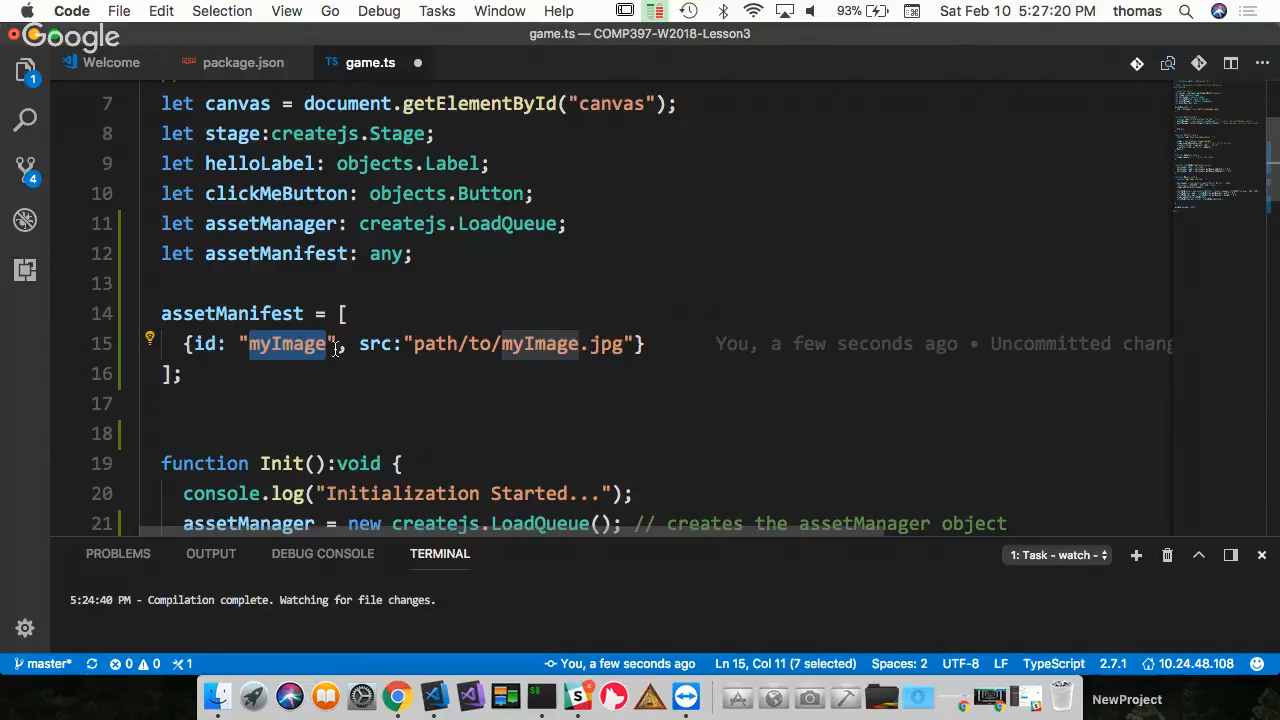 Code File Edit Selection View Go Debug Tasks Window Help 93% Sat Feb 10 5:27:20 PM thomas
Google
game.ts — COMP397-W2018-Lesson3
Welcome package.json TS game.ts
7 let canvas = document.getElementById("canvas");
8 let stage:createjs.Stage;
9 let helloLabel: objects.Label;
10 let clickMeButton: objects.Button;
11 let assetManager: createjs.LoadQueue;
12 let assetManifest: any;
13
14 assetManifest = [
15 {id: "myImage", src:"path/to/myImage.jpg"} You, a few seconds ago • Uncommitted chang
16 ];
17
18
19 function Init():void {
20 console.log("Initialization Started...");
21 assetManager = new createjs.LoadQueue(); // creates the assetManager object
1
4
PROBLEMS OUTPUT DEBUG CONSOLE TERMINAL 1: Task - watch -
5:24:40 PM - Compilation complete. Watching for file changes.
master* 0 0 1 You, a few seconds ago Ln 15, Col 11 (7 selected) Spaces: 2 UTF-8 LF TypeScript 2.7.1 10.24.48.108
NewProject